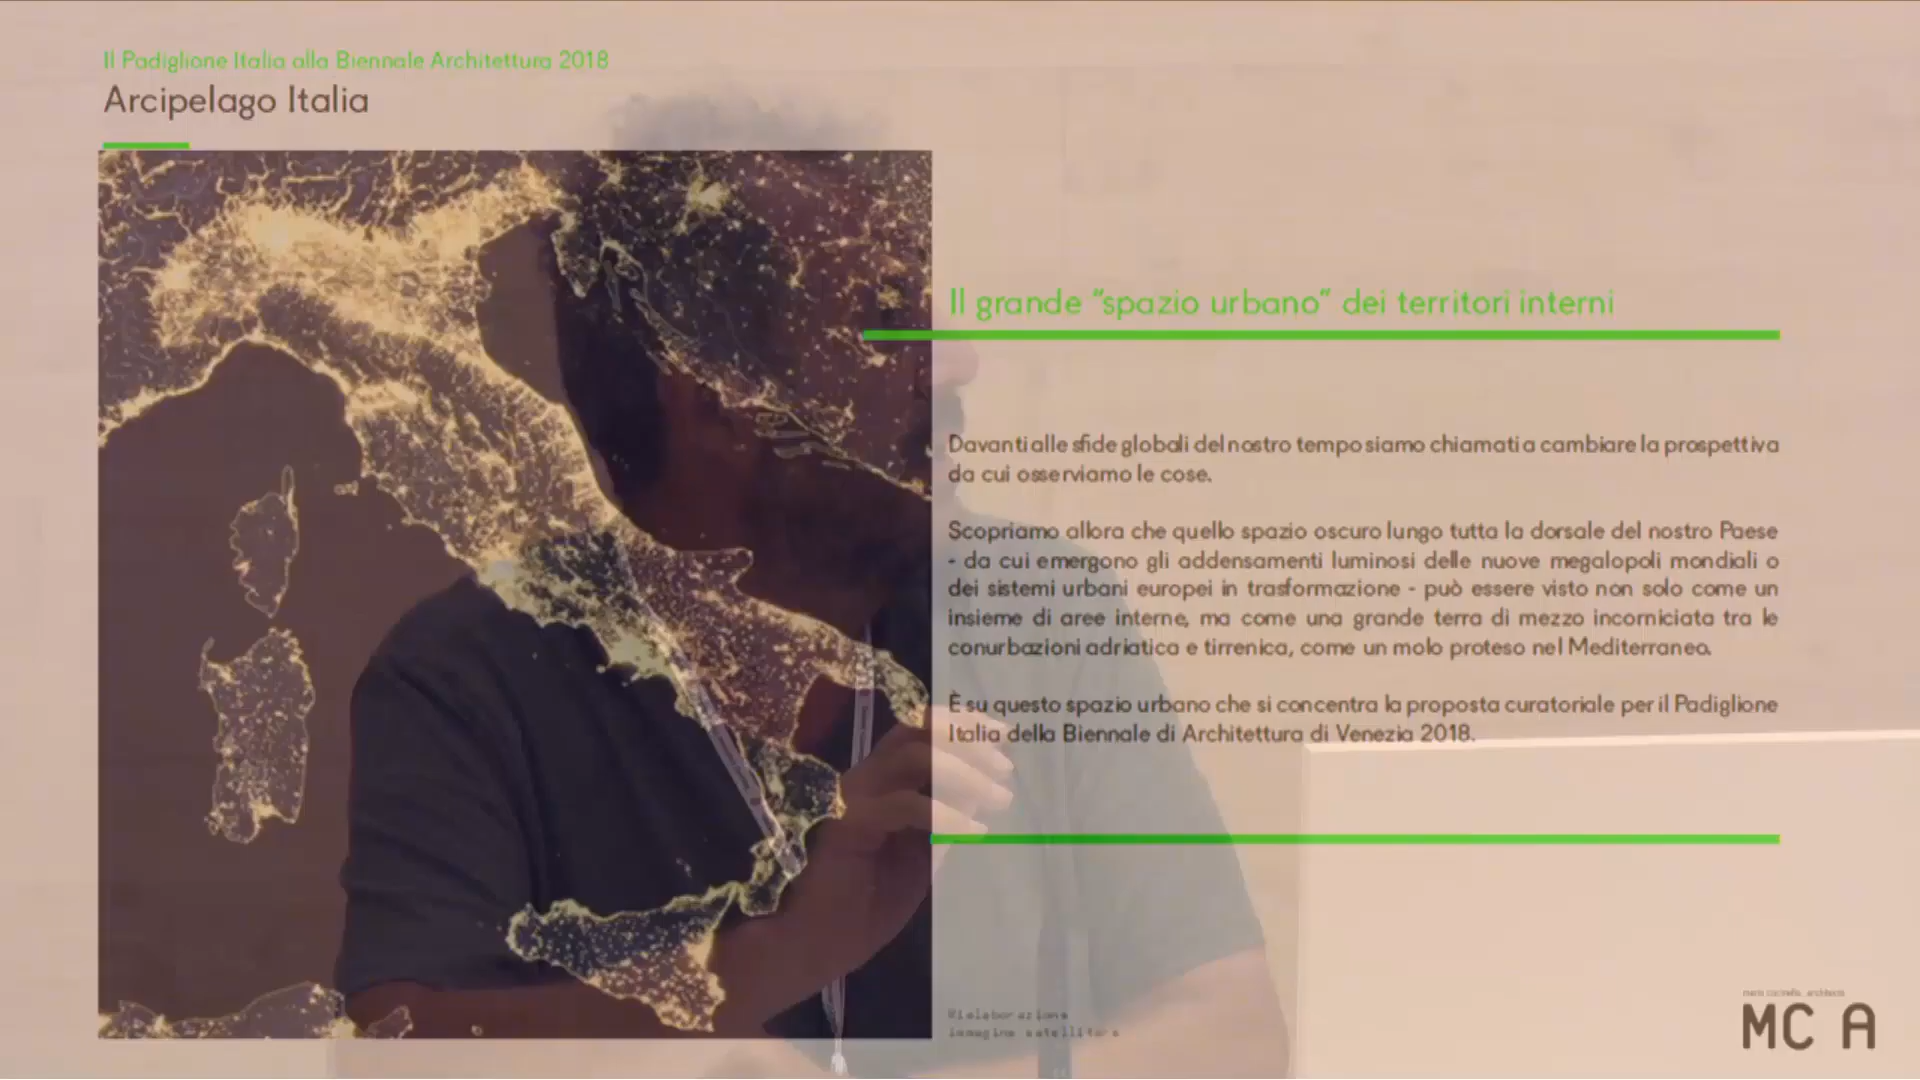 Il Padiglione Italia alla Biennale Architettura 2018
Arcipelago Italia
Il grande "spazio urbano" dei territori interni
Davanti alle sfide globali del nostro tempo siamo chiamati a cambiare la prospettiva
da cui osserviamo le cose.
Scopriamo allora che quello spazio oscuro lungo tutta la dorsale del nostro Paese
- da cui emergono gli addensamenti luminosi delle nuove megalopoli mondiali o
dei sistemi urbani europei in trasformazione - può essere visto non solo come un
insieme di aree interne, ma come una grande terra di mezzo incorniciata tra le
conurbazioni adriatica e tirrenica, come un molo proteso nel Mediterraneo.
È su questo spazio urbano che si concentra la proposta curatoriale per il Padiglione
Italia della Biennale di Architettura di Venezia 2018.
Rielaborazione
immagine satellitare
mario cucinella architects
MC A